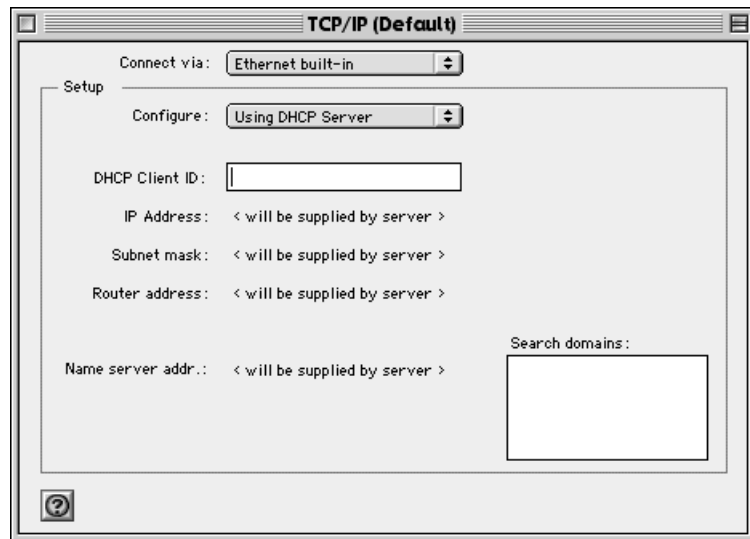 TCP/IP (Default)
Connect via: Ethernet built-in
Setup
Configure: Using DHCP Server
DHCP Client ID:
IP Address: < will be supplied by server >
Subnet mask: < will be supplied by server >
Router address: < will be supplied by server >
Search domains:
Name server addr.: < will be supplied by server >
?